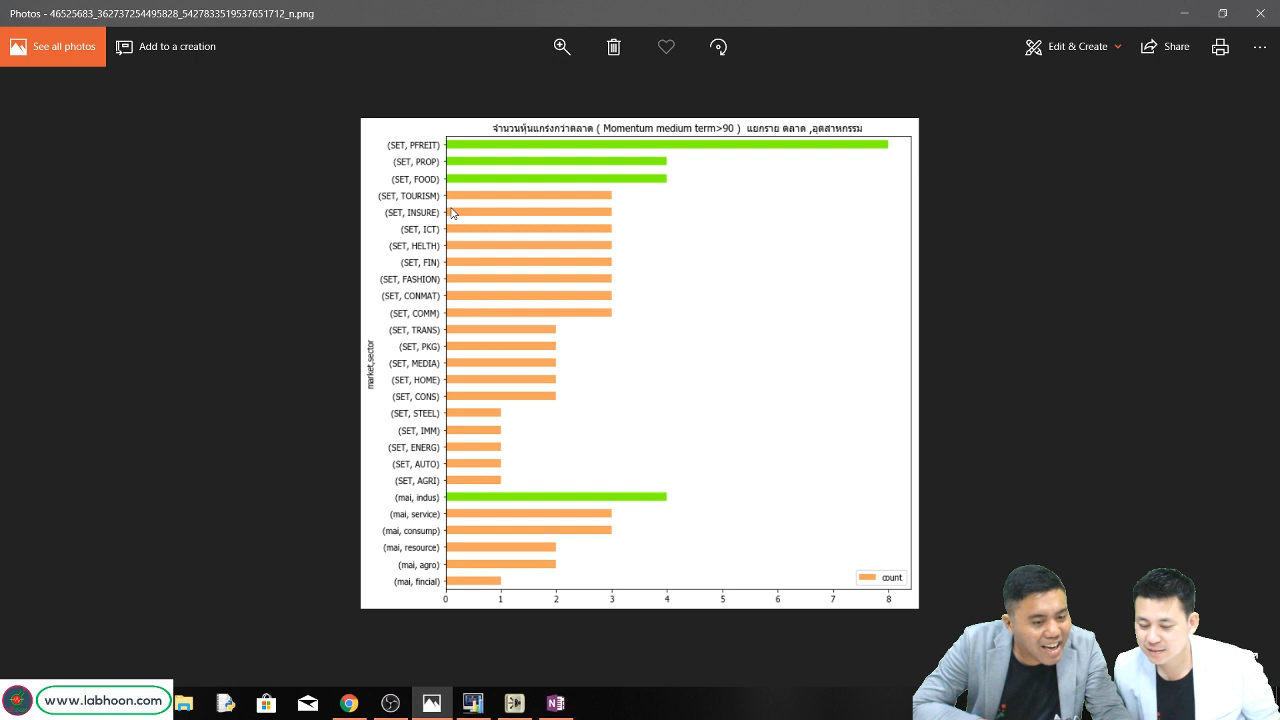 Photos - 46525683_362737254495828_5427833519537651712_n.png
See all photos
Add to a creation
Edit & Create
Share
จำนวนหุ้นแกร่งกว่าตลาด ( Momentum medium term>90 ) แยกราย ตลาด ,อุตสาหกรรม
market,sector
(SET, PFREIT)
(SET, PROP)
(SET, FOOD)
(SET, TOURISM)
(SET, INSURE)
(SET, ICT)
(SET, HELTH)
(SET, FIN)
(SET, FASHION)
(SET, CONMAT)
(SET, COMM)
(SET, TRANS)
(SET, PKG)
(SET, MEDIA)
(SET, HOME)
(SET, CONS)
(SET, STEEL)
(SET, IMM)
(SET, ENERG)
(SET, AUTO)
(SET, AGRI)
(mai, indus)
(mai, service)
(mai, consump)
(mai, resource)
(mai, agro)
(mai, fincial)
count
0 1 2 3 4 5 6 7 8
www.labhoon.com